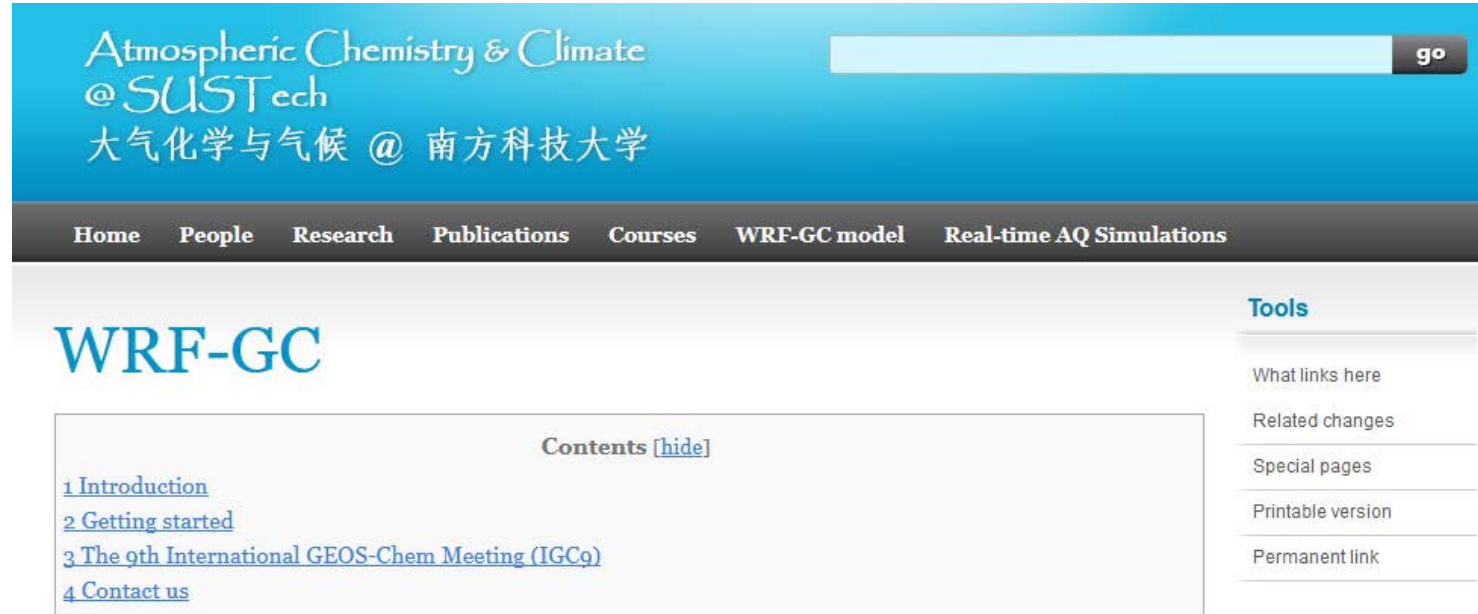 Atmospheric Chemistry & Climate
@ SUSTech
大气化学与气候 @ 南方科技大学
go
Home People Research Publications Courses WRF-GC model Real-time AQ Simulations
WRF-GC
Contents [hide]
1 Introduction
2 Getting started
3 The 9th International GEOS-Chem Meeting (IGC9)
4 Contact us
Tools
What links here
Related changes
Special pages
Printable version
Permanent link